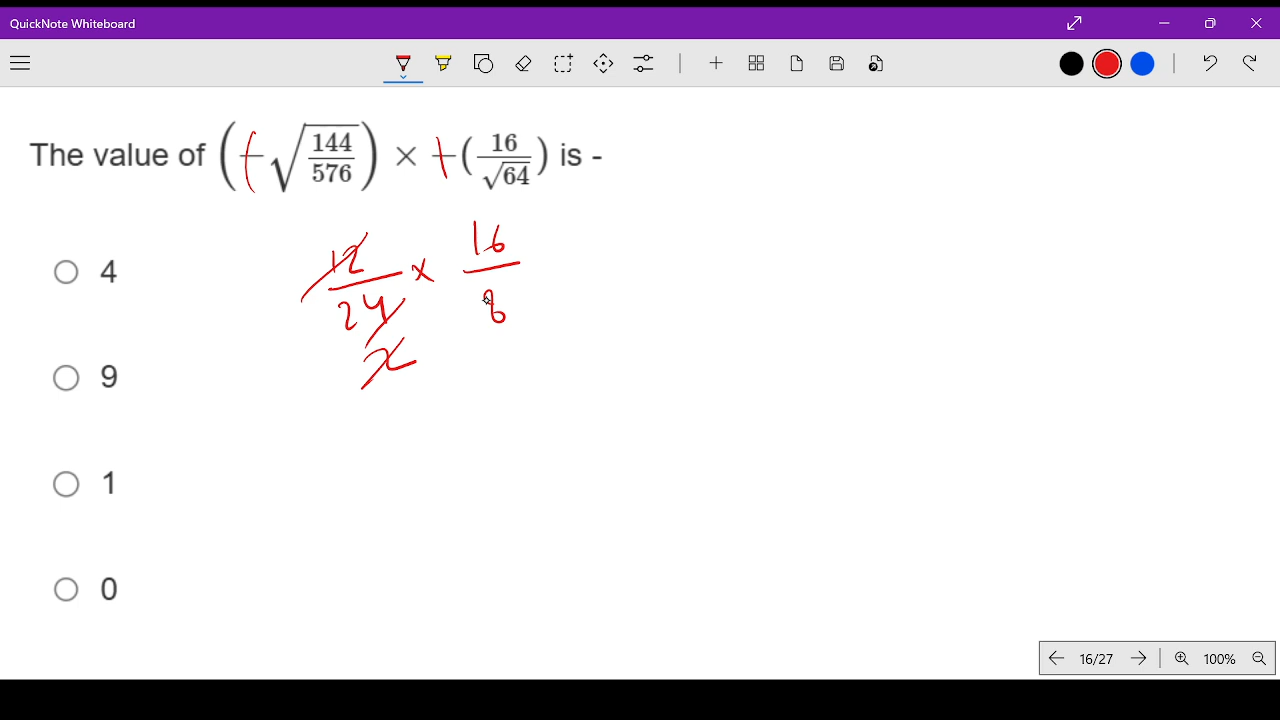 QuickNote Whiteboard
The value of (-√(144/576)) × -(16/√64) is -
12/24 × 16/8
2
4
9
1
0
16/27 100%